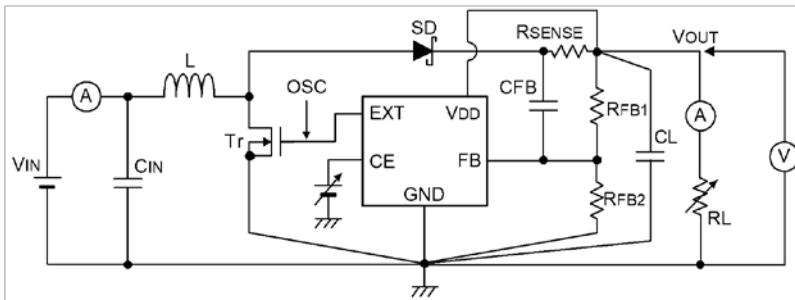 SD
RSENSE
VOUT
L
A
OSC
CFB
EXT
VDD
RFB1
CL
A
Tr
V
VIN
CIN
CE
FB
GND
RFB2
RL